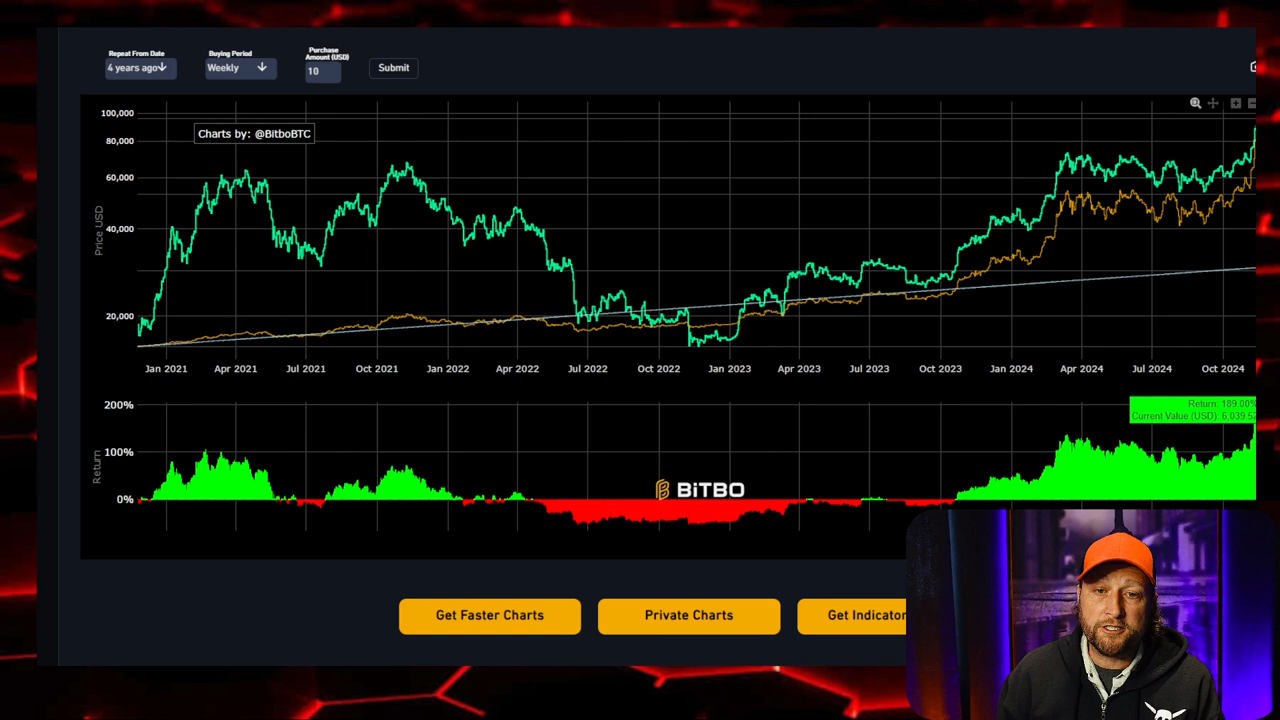 Repeat From Date
Buying Period
Purchase
Amount (USD)
4 years ago
Weekly
10
Submit
Charts by: @BitboBTC
100,000
80,000
60,000
40,000
20,000
Price USD
Jan 2021
Apr 2021
Jul 2021
Oct 2021
Jan 2022
Apr 2022
Jul 2022
Oct 2022
Jan 2023
Apr 2023
Jul 2023
Oct 2023
Jan 2024
Apr 2024
Jul 2024
Oct 2024
200%
100%
0%
Return
Return: 189.00%
Current Value (USD): 6,039.52
BiTBO
Get Faster Charts
Private Charts
Get Indicator